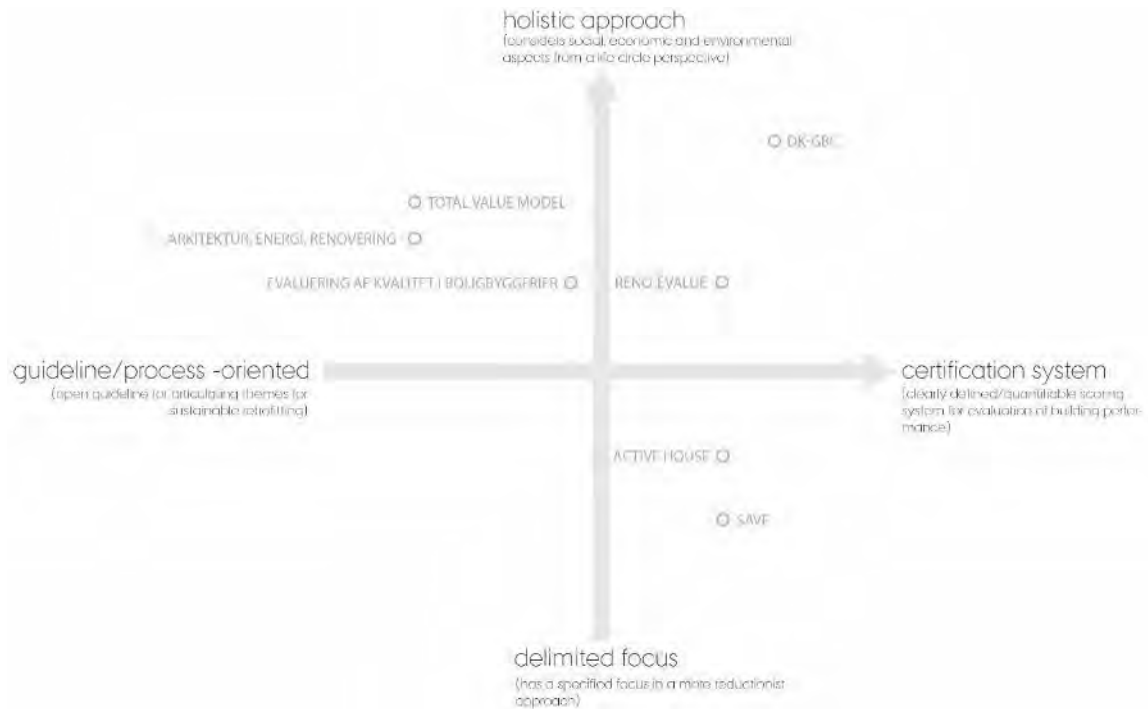 holistic approach
(considers social, economic and environmental
aspects from a life circle perspective)
DK-GBC
TOTAL VALUE MODEL
ARKITEKTUR, ENERGI, RENOVERING
EVALUERING AF KVALITET I BOLIGBYGGERIER
RENO EVALUE
guideline/process -oriented
(open guideline for articulating themes for
sustainable retrofitting)
certification system
(clearly defined/quantifiable scoring
system for evaluation of building perfor-
mance)
ACTIVE HOUSE
SAVE
delimited focus
(has a specified focus in a more reductionist
approach)